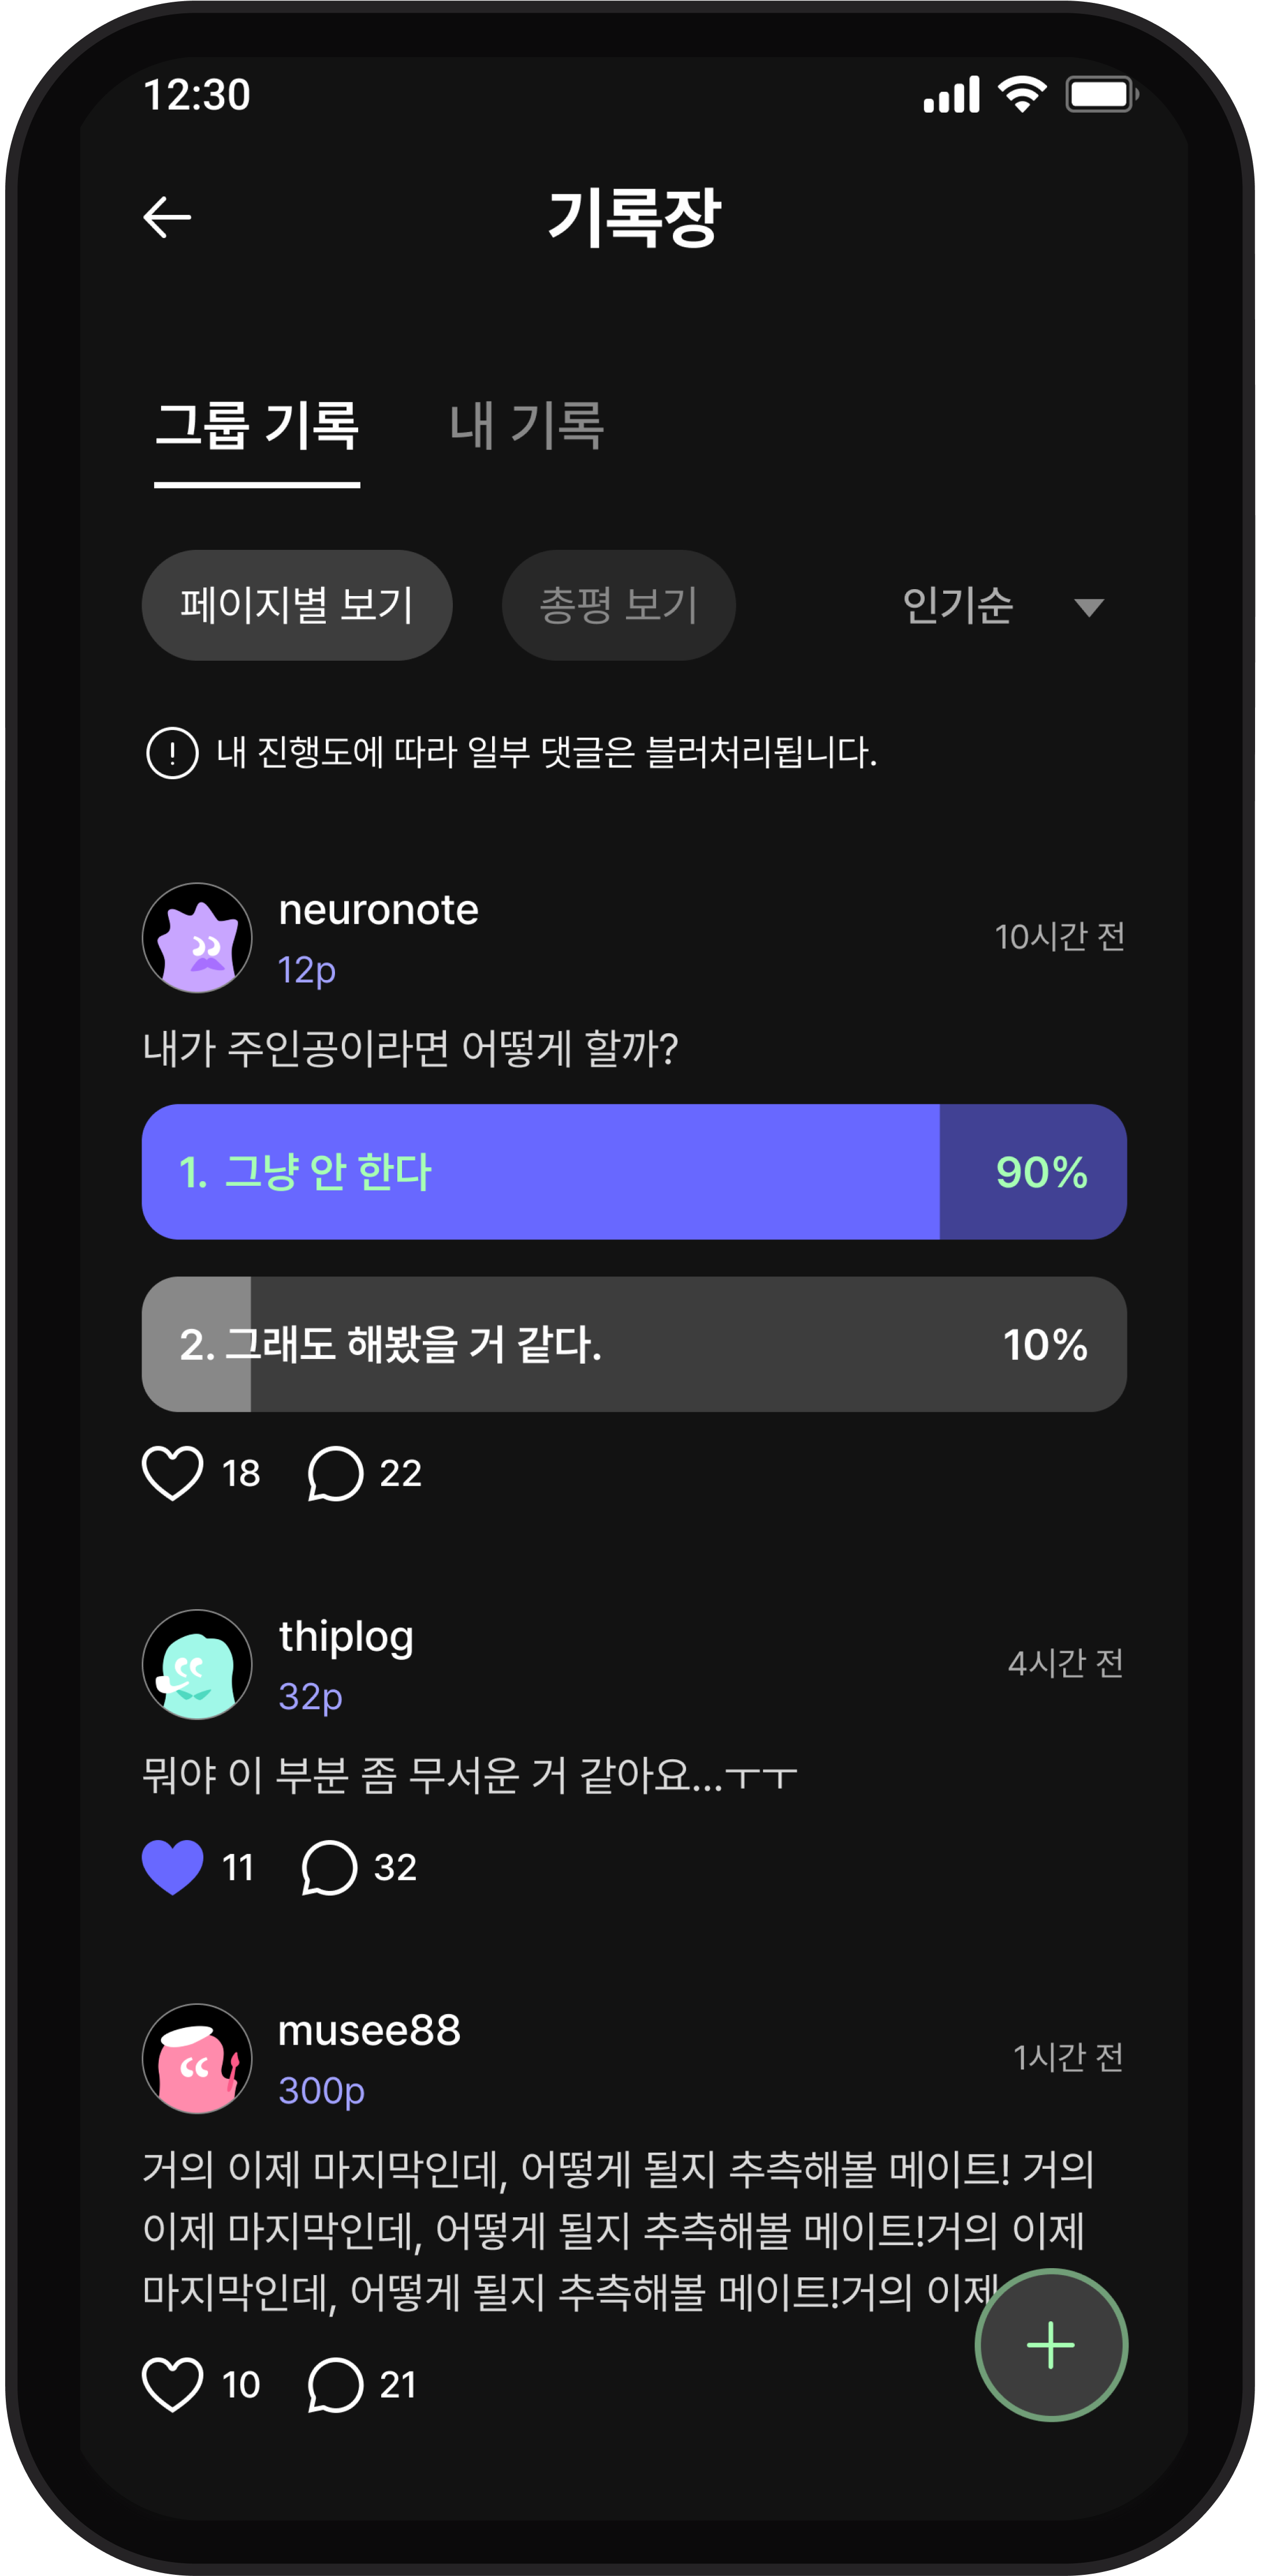 12:30
기록장
그룹 기록 내 기록
페이지별 보기 총평 보기 인기순
내 진행도에 따라 일부 댓글은 블러처리됩니다.
neuronote
10시간 전
12p
내가 주인공이라면 어떻게 할까?
1. 그냥 안 한다 90%
2. 그래도 해봤을 거 같다. 10%
18 22
thiplog
4시간 전
32p
뭐야 이 부분 좀 무서운 거 같아요...ㅜㅜ
11 32
musee88
1시간 전
300p
거의 이제 마지막인데, 어떻게 될지 추측해볼 메이트! 거의
이제 마지막인데, 어떻게 될지 추측해볼 메이트!거의 이제
마지막인데, 어떻게 될지 추측해볼 메이트!거의 이제
10 21